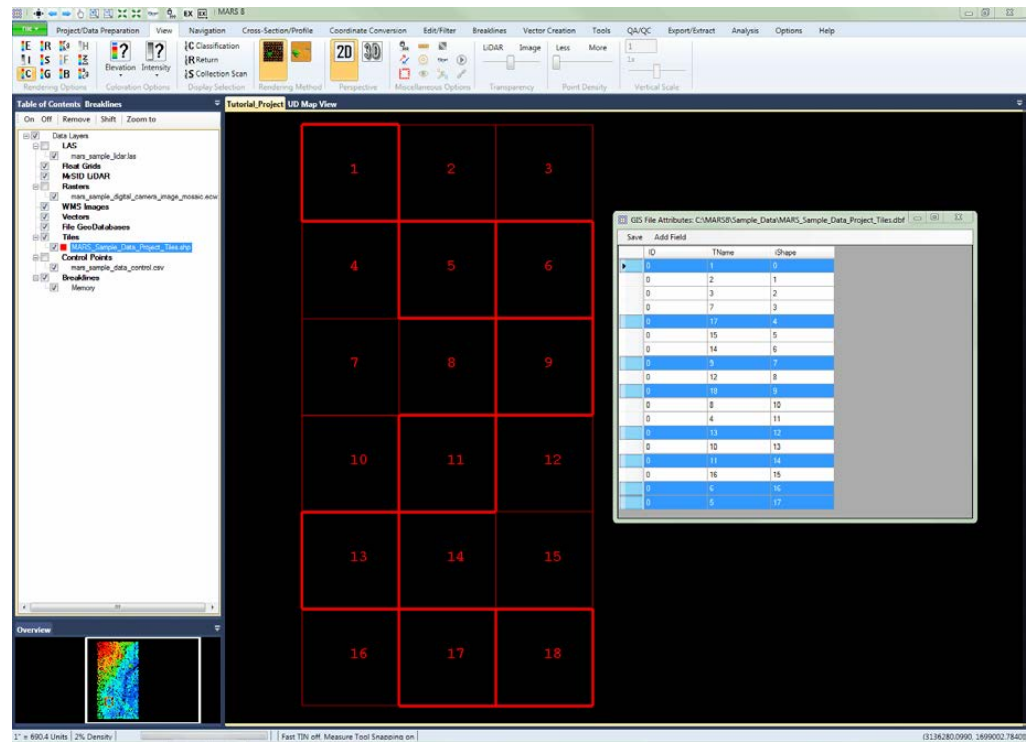 EX EX MARS 8
FILE Project/Data Preparation View Navigation Cross-Section/Profile Coordinate Conversion Edit/Filter Breaklines Vector Creation Tools QA/QC Export/Extract Analysis Options Help
Elevation Intensity
C Classification
R Return
S Collection Scan
2D 3D
LiDAR Image Less More
1
1x
Rendering Options Coloration Options Display Selection Rendering Method Perspective Miscellaneous Options Transparency Point Density Vertical Scale
Table of Contents Breaklines
On Off Remove Shift Zoom to
Data Layers
LAS
mars_sample_lidar.las
Float Grids
MrSID LiDAR
Rasters
mars_sample_digital_camera_image_mosaic.ecw
WMS Images
Vectors
File GeoDatabases
Tiles
MARS_Sample_Data_Project_Tiles.shp
Control Points
mars_sample_data_control.csv
Breaklines
Memory
Overview
Tutorial_Project UD Map View
1 2 3
4 5 6
7 8 9
10 11 12
13 14 15
16 17 18
GIS File Attributes: C:\MARS8\Sample_Data\MARS_Sample_Data_Project_Tiles.dbf
Save Add Field
ID TName iShape
0 1 0
0 2 1
0 3 2
0 7 3
0 17 4
0 15 5
0 14 6
0 9 7
0 12 8
0 18 9
0 8 10
0 4 11
0 13 12
0 10 13
0 11 14
0 16 15
0 6 16
0 5 17
1" = 690.4 Units 2% Density Fast TIN off. Measure Tool Snapping on (3136280.0990, 1699002.7840)